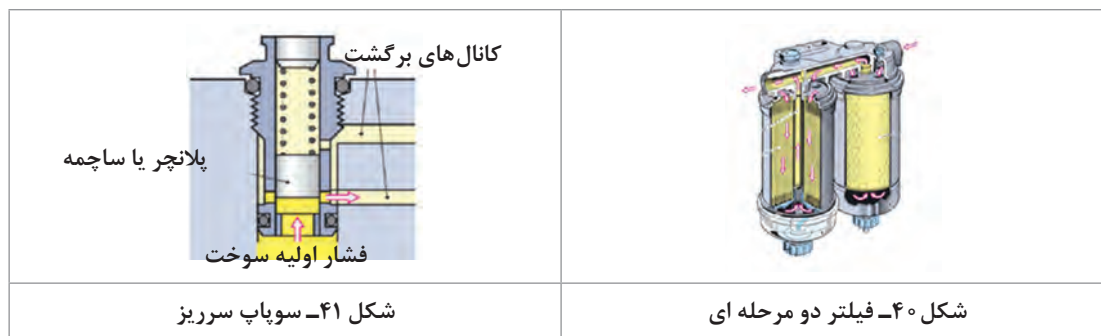 کانال‌های برگشت
پلانچر یا ساچمه
فشار اولیه سوخت
شکل ۴۰ـ فیلتر دو مرحله ای
شکل ۴۱ـ سوپاپ سرریز